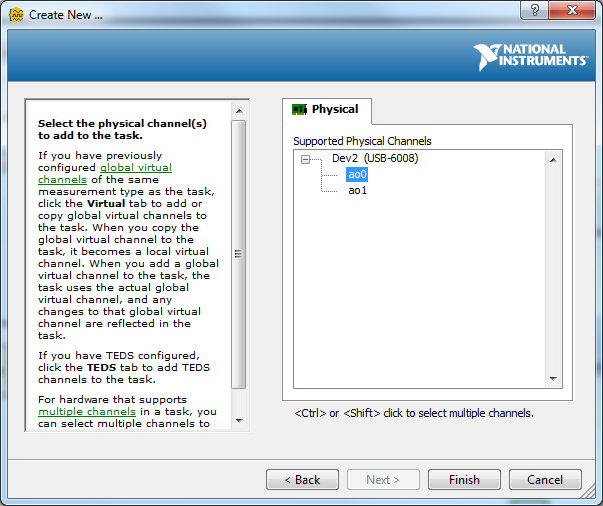 Create New ...
NATIONAL
INSTRUMENTS
Select the physical channel(s)
to add to the task.
If you have previously
configured global virtual
channels of the same
measurement type as the task,
click the Virtual tab to add or
copy global virtual channels to
the task. When you copy the
global virtual channel to the
task, it becomes a local virtual
channel. When you add a global
virtual channel to the task, the
task uses the actual global
virtual channel, and any
changes to that global virtual
channel are reflected in the
task.
If you have TEDS configured,
click the TEDS tab to add TEDS
channels to the task.
For hardware that supports
multiple channels in a task, you
can select multiple channels to
Physical
Supported Physical Channels
Dev2 (USB-6008)
ao0
ao1
<Ctrl> or <Shift> click to select multiple channels.
< Back
Next >
Finish
Cancel